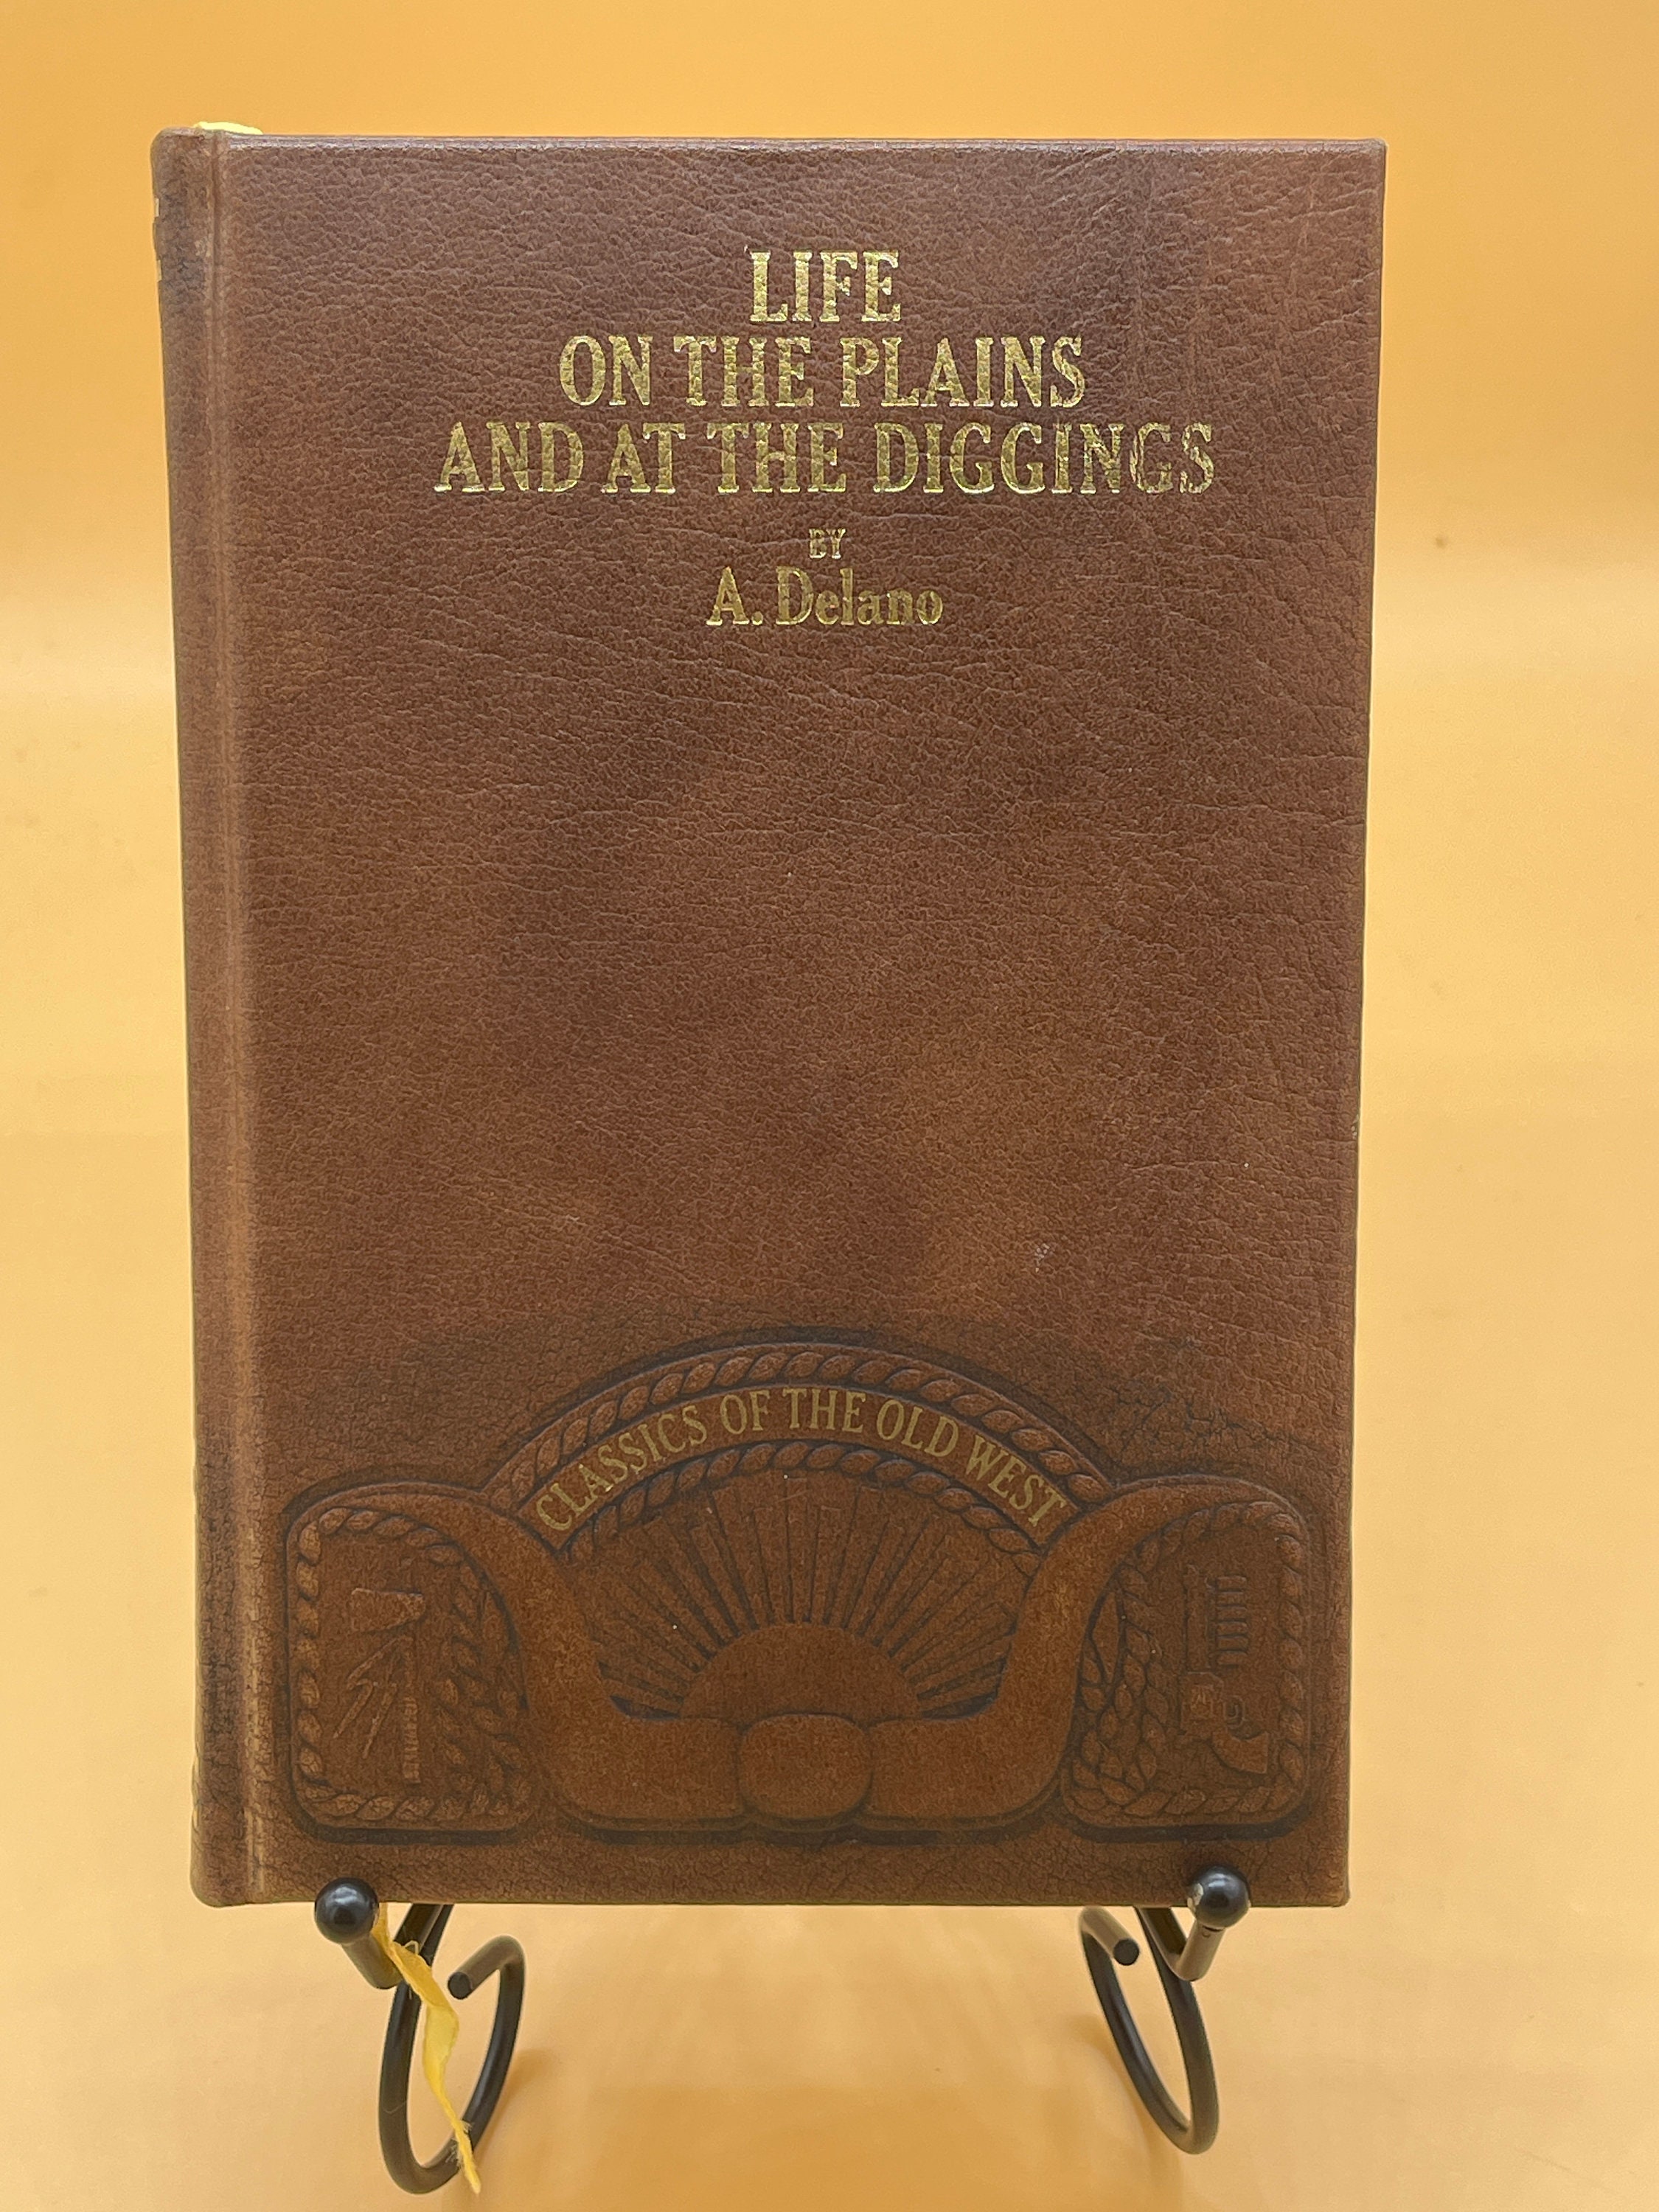 LIFE
ON THE PLAINS
AND AT THE DIGGINGS
BY
A. Delano
CLASSICS OF THE OLD WEST